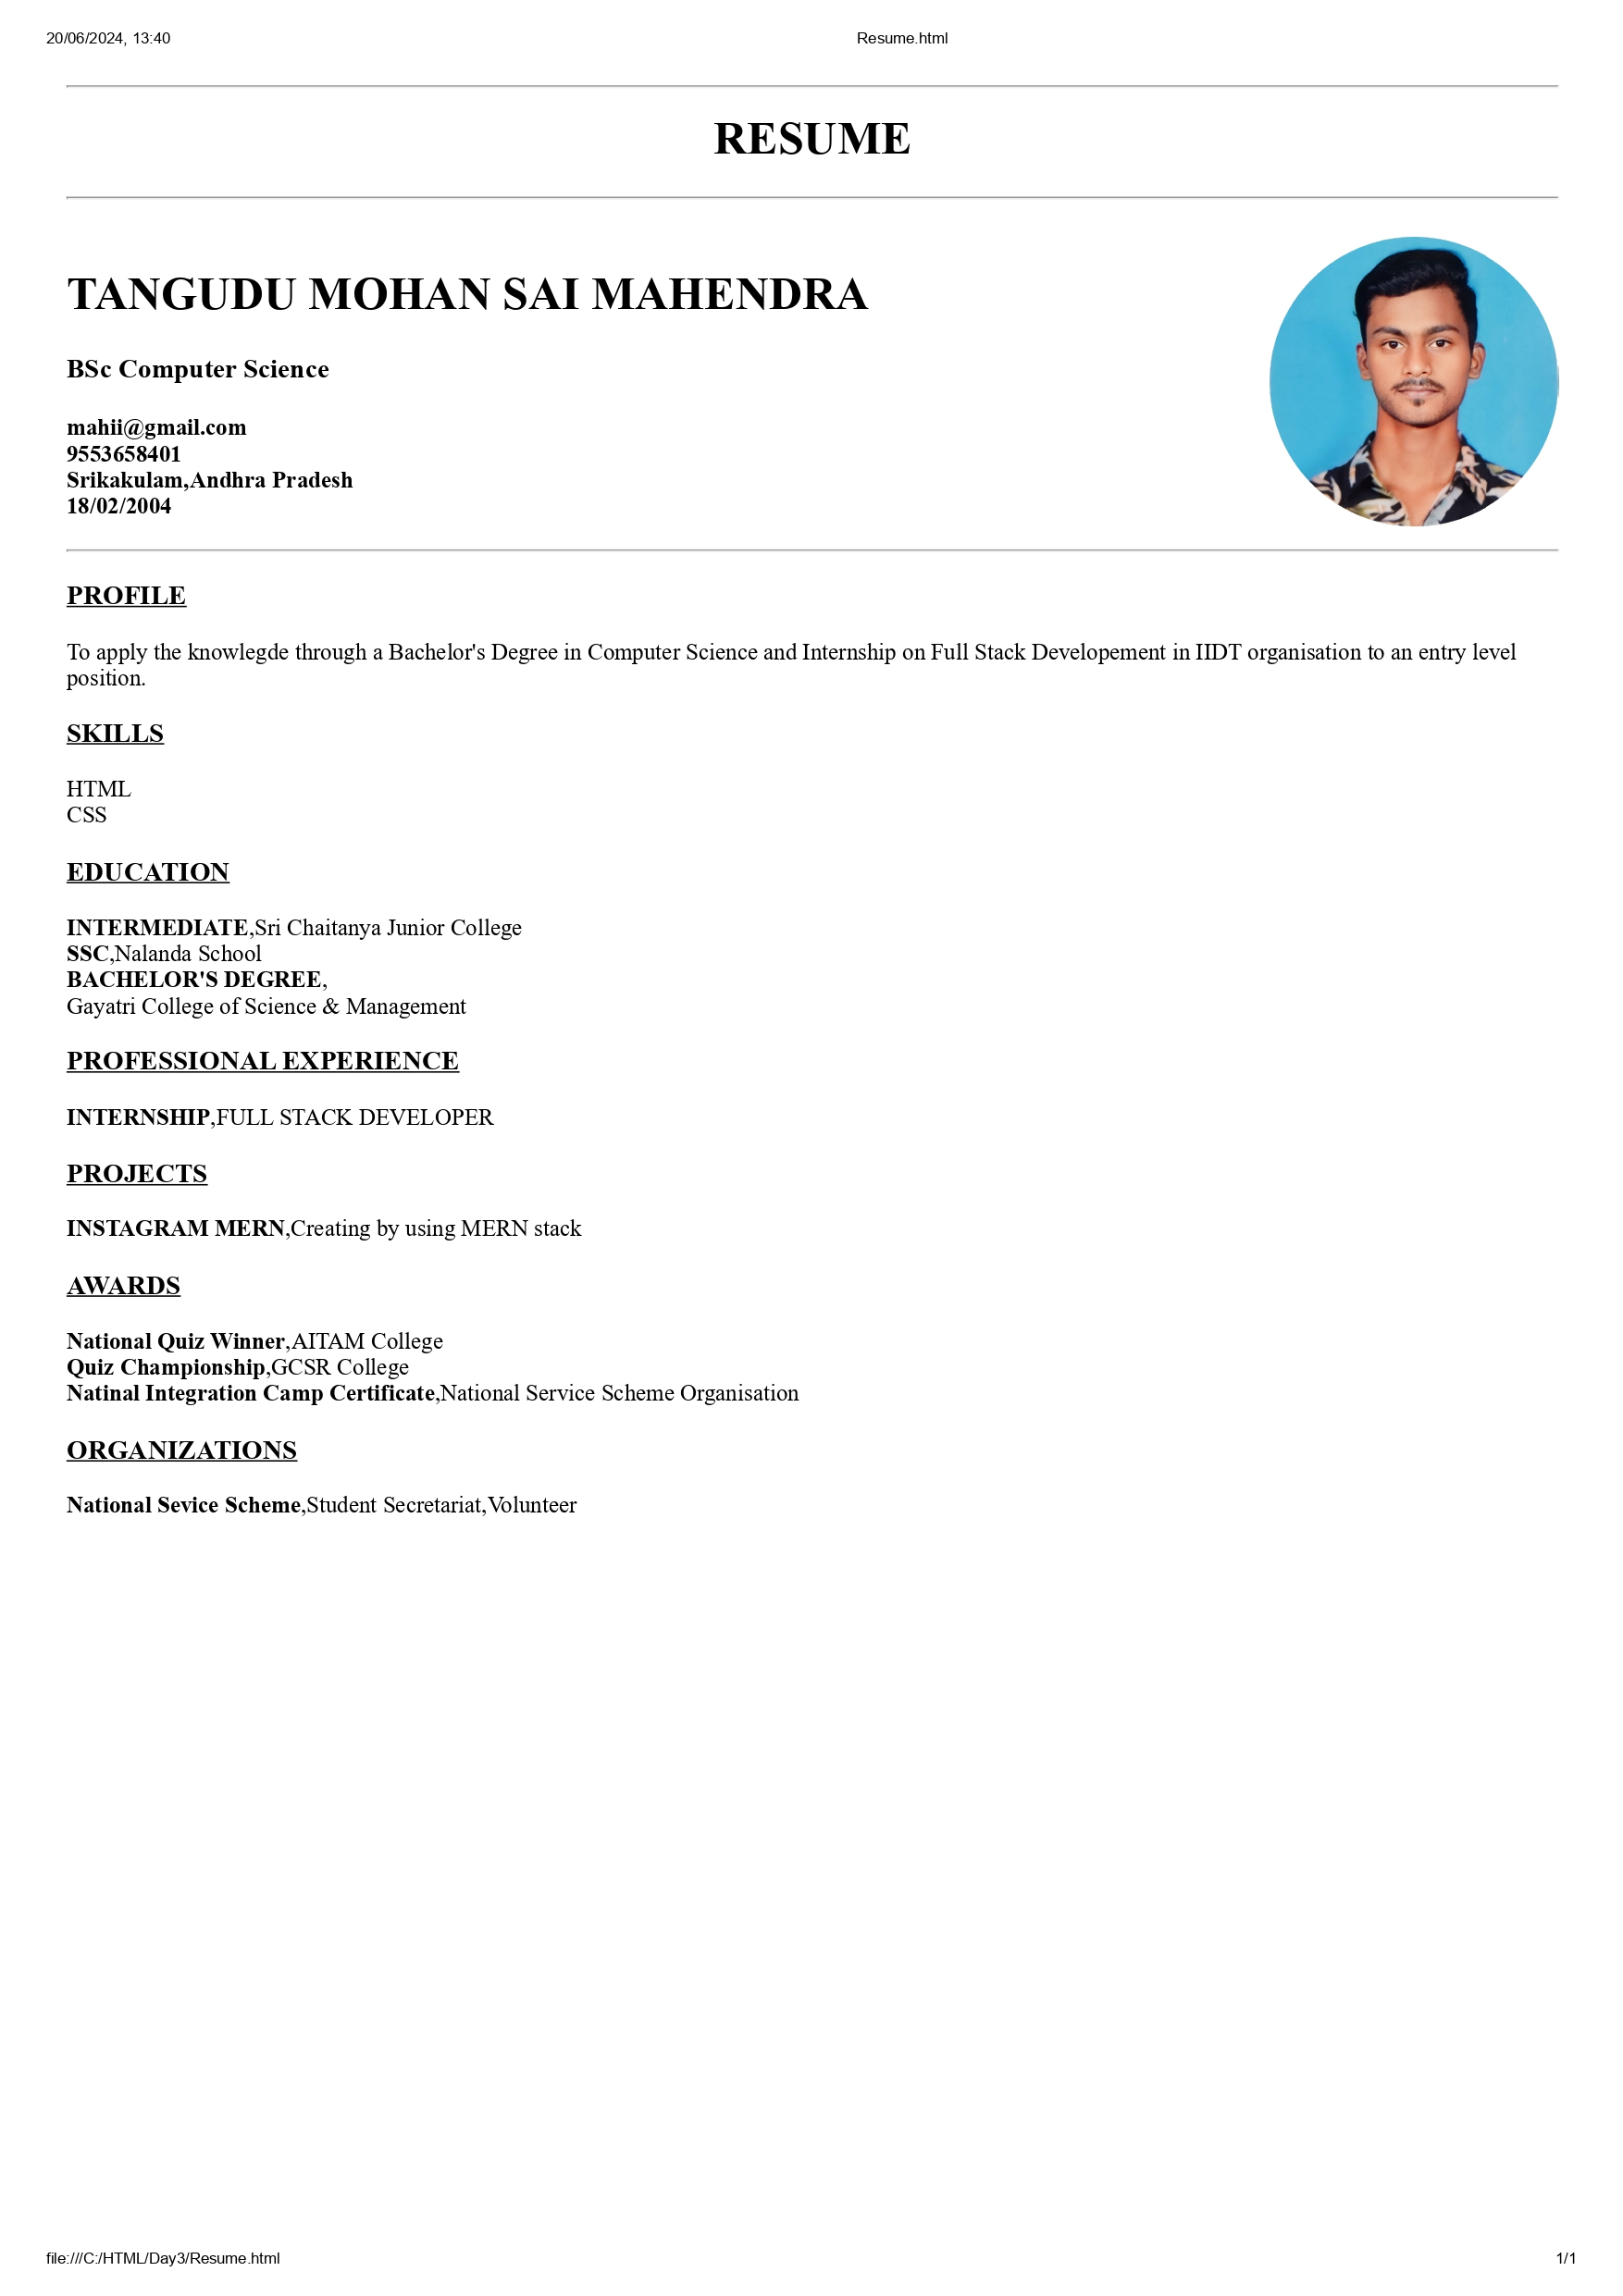 20/06/2024, 13:40 Resume.html
RESUME
TANGUDU MOHAN SAI MAHENDRA
BSc Computer Science
mahii@gmail.com
9553658401
Srikakulam,Andhra Pradesh
18/02/2004
PROFILE
To apply the knowlegde through a Bachelor's Degree in Computer Science and Internship on Full Stack Developement in IIDT organisation to an entry level
position.
SKILLS
HTML
CSS
EDUCATION
INTERMEDIATE,Sri Chaitanya Junior College
SSC,Nalanda School
BACHELOR'S DEGREE,
Gayatri College of Science & Management
PROFESSIONAL EXPERIENCE
INTERNSHIP,FULL STACK DEVELOPER
PROJECTS
INSTAGRAM MERN,Creating by using MERN stack
AWARDS
National Quiz Winner,AITAM College
Quiz Championship,GCSR College
Natinal Integration Camp Certificate,National Service Scheme Organisation
ORGANIZATIONS
National Sevice Scheme,Student Secretariat,Volunteer
file:///C:/HTML/Day3/Resume.html 1/1